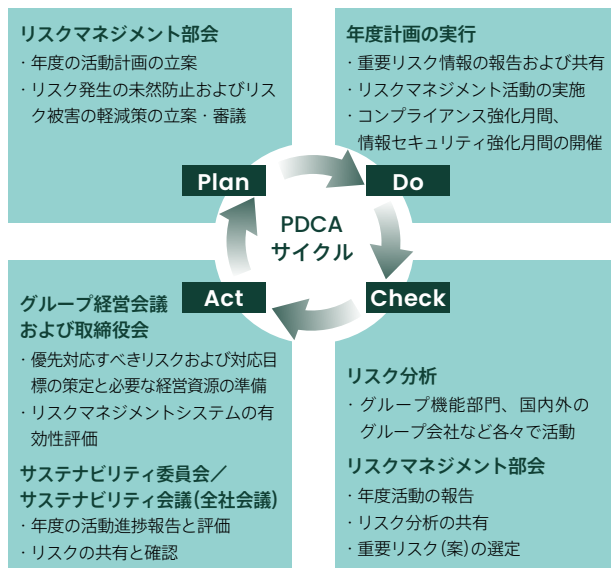 リスクマネジメント部会
・年度の活動計画の立案
・リスク発生の未然防止およびリス
ク被害の軽減策の立案・審議
年度計画の実行
・重要リスク情報の報告および共有
・リスクマネジメント活動の実施
・コンプライアンス強化月間、
情報セキュリティ強化月間の開催
Plan
Do
PDCA
サイクル
Act
Check
グループ経営会議
および取締役会
・優先対応すべきリスクおよび対応目
標の策定と必要な経営資源の準備
・リスクマネジメントシステムの有
効性評価
サステナビリティ委員会／
サステナビリティ会議(全社会議)
・年度の活動進捗報告と評価
・リスクの共有と確認
リスク分析
・グループ機能部門、国内外の
グループ会社など各々で活動
リスクマネジメント部会
・年度活動の報告
・リスク分析の共有
・重要リスク(案)の選定